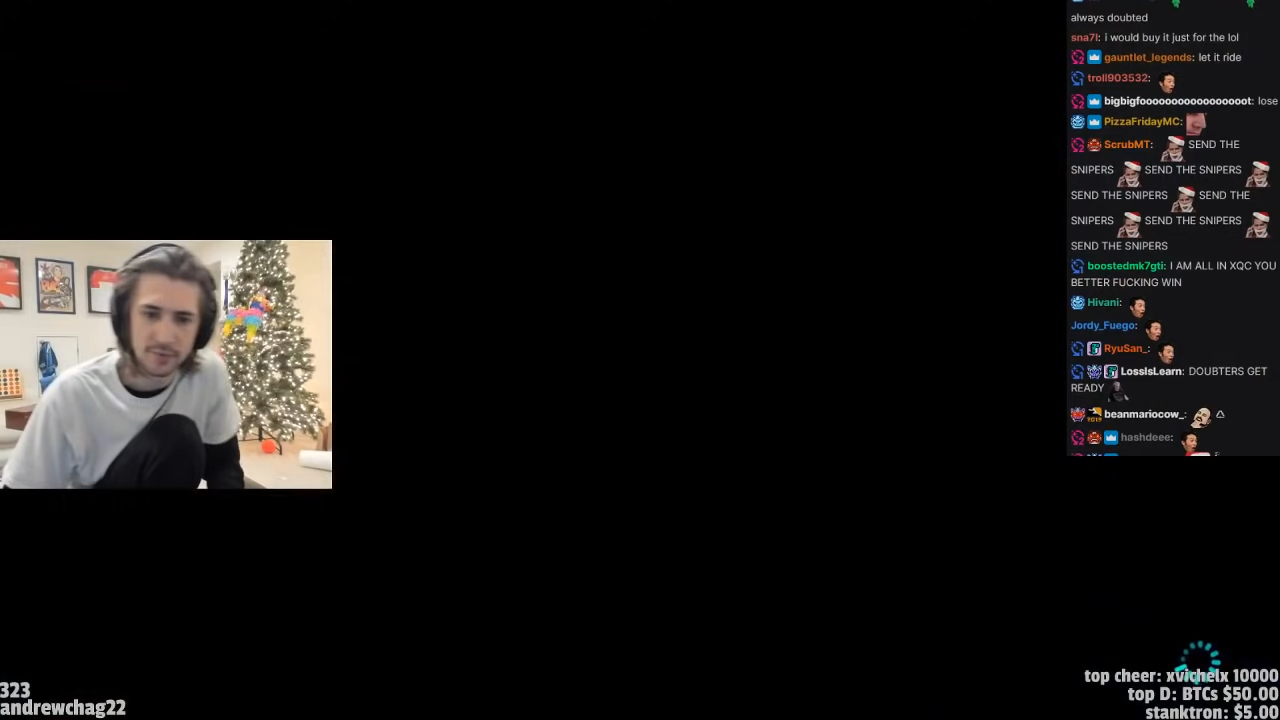 always doubted
sna7l: i would buy it just for the lol
gauntlet_legends: let it ride
troll903532:
bigbigfooooooooooooooooot: lose
PizzaFridayMC:
ScrubMT: SEND THE
SNIPERS SEND THE SNIPERS
SEND THE SNIPERS SEND THE
SNIPERS SEND THE SNIPERS
SEND THE SNIPERS
boostedmk7gti: I AM ALL IN XQC YOU
BETTER FUCKING WIN
Hivani:
Jordy_Fuego:
RyuSan_:
LossIsLearn: DOUBTERS GET
READY
beanmariocow_:
hashdeee:
323
andrewchag22
top cheer: xvichelx 10000
top D: BTCs $50.00
stanktron: $5.00